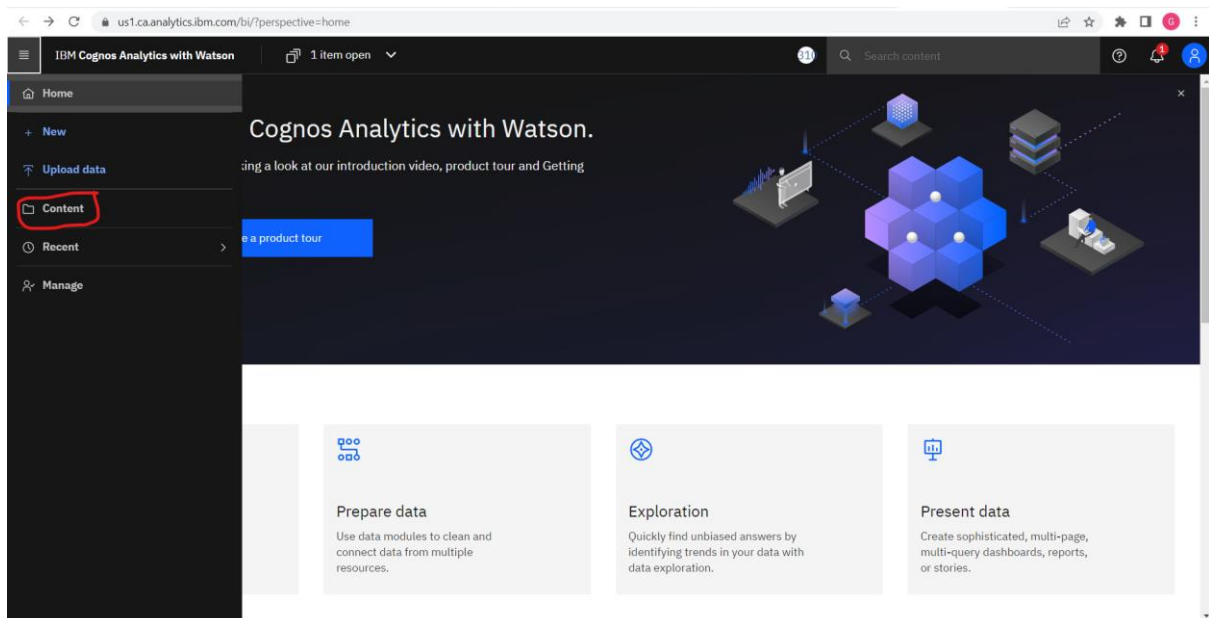 us1.ca.analytics.ibm.com/bi/?perspective=home
G
IBM Cognos Analytics with Watson
1 item open
310
Search content
1
Home
New
Upload data
Content
Recent
Manage
Cognos Analytics with Watson.
king a look at our introduction video, product tour and Getting
e a product tour
Prepare data
Use data modules to clean and
connect data from multiple
resources.
Exploration
Quickly find unbiased answers by
identifying trends in your data with
data exploration.
Present data
Create sophisticated, multi-page,
multi-query dashboards, reports,
or stories.